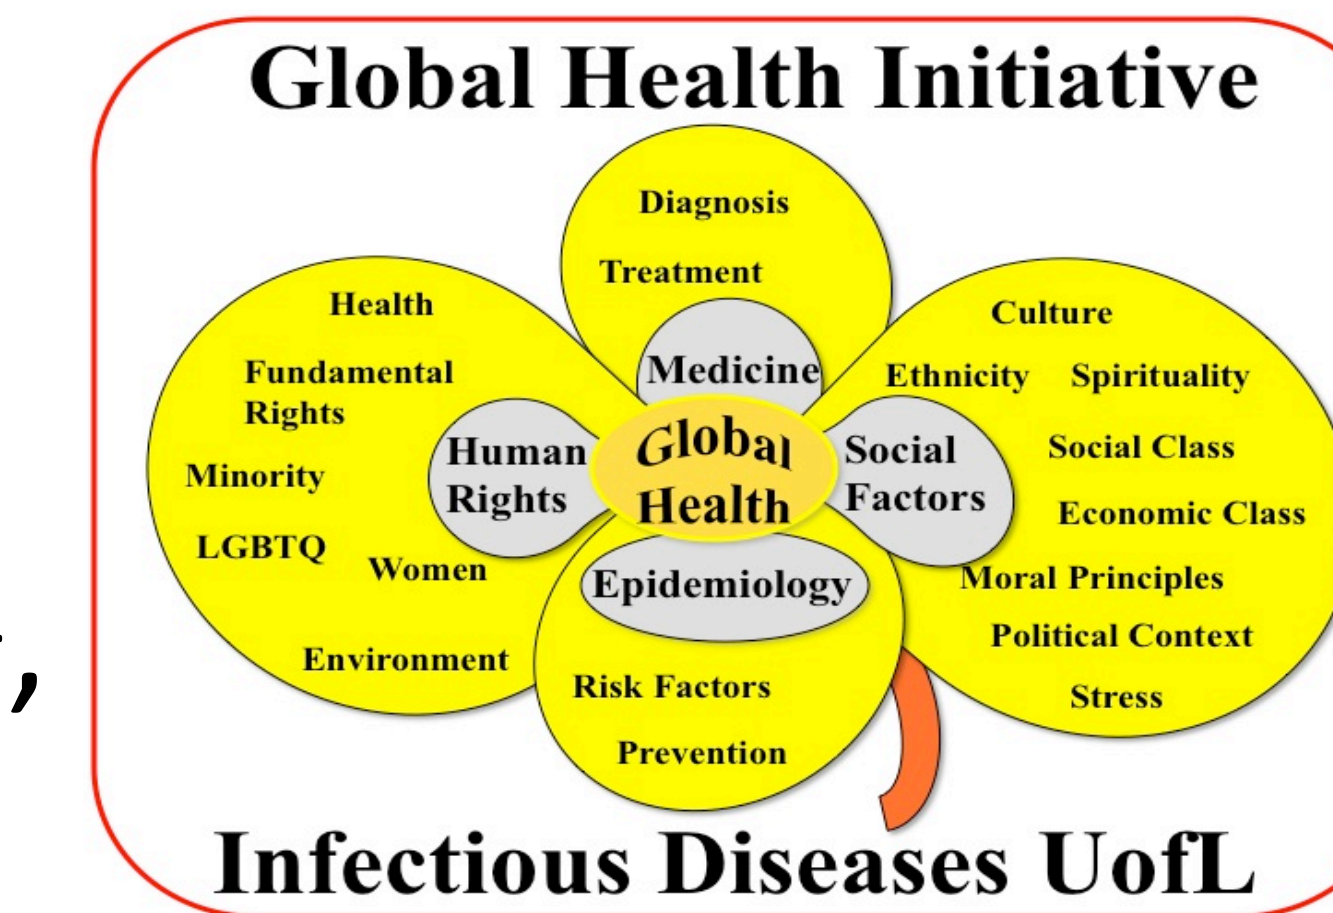 Global Health Initiative
Diagnosis
Treatment
Medicine
Health
Fundamental
Rights
Minority
LGBTQ
Women
Environment
Human
Rights
Global
Health
Social
Factors
Culture
Ethnicity Spirituality
Social Class
Economic Class
Moral Principles
Political Context
Stress
Epidemiology
Risk Factors
Prevention
,
Infectious Diseases UofL